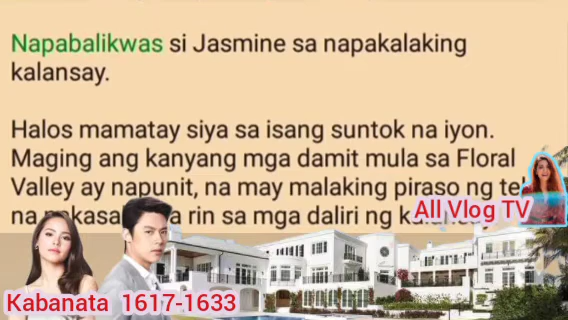 Napabalikwas si Jasmine sa napakalaking
kalansay.
Halos mamatay siya sa isang suntok na iyon.
Maging ang kanyang mga damit mula sa Floral
Valley ay napunit, na may malaking piraso ng
na rin sa mga daliri ng
All Vlog TV
Kabanata 1617-1633